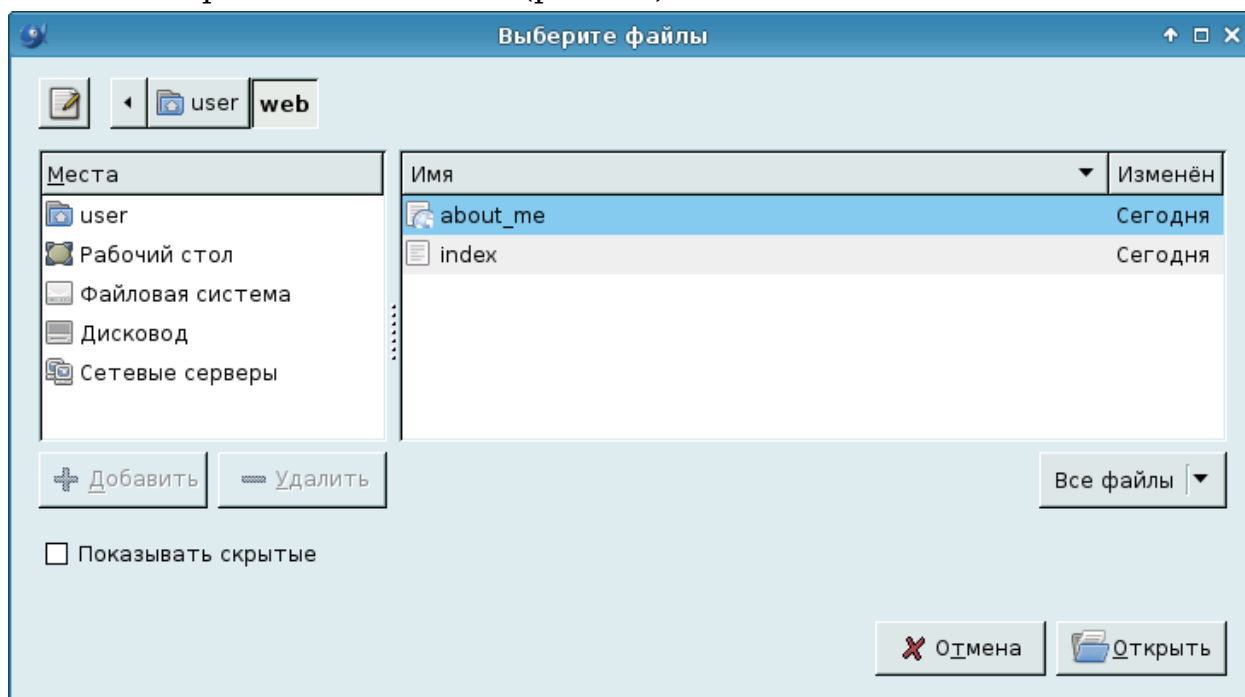 Выберите файлы
user web
Места
user
Рабочий стол
Файловая система
Дисковод
Сетевые серверы
Имя Изменён
about_me Сегодня
index Сегодня
Добавить Удалить
Все файлы
Показывать скрытые
Отмена Открыть